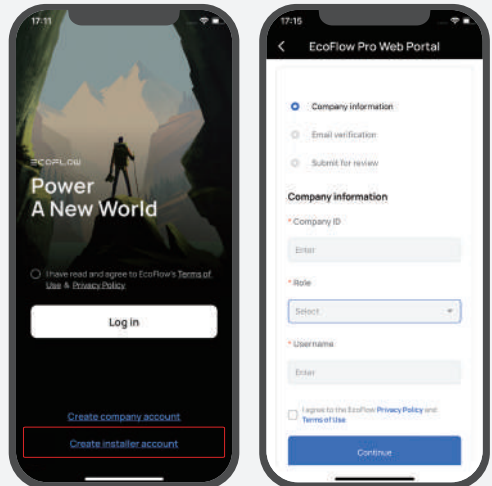 17:11
ECOFLOW
Power
A New World
I have read and agree to EcoFlow's Terms of
Use & Privacy Policy
Log in
Create company account
Create installer account
17:15
EcoFlow Pro Web Portal
Company information
Email verification
Submit for review
Company information
* Company ID
Enter
* Role
Select
* Username
Enter
I agree to the EcoFlow Privacy Policy and
Terms of Use
Continue